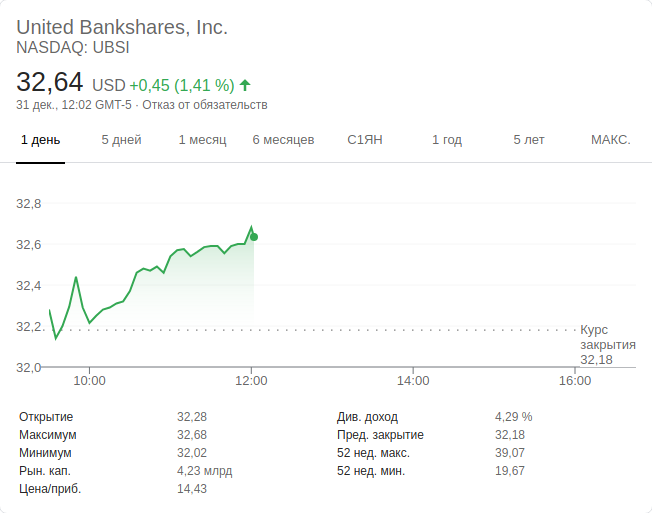 United Bankshares, Inc.
NASDAQ: UBSI
32,64 USD +0,45 (1,41 %)
31 дек., 12:02 GMT-5 · Отказ от обязательств
1 день 5 дней 1 месяц 6 месяцев С1ЯН 1 год 5 лет МАКС.
32,8
32,6
32,4
32,2
Курс
закрытия
32,18
32,0
10:00 12:00 14:00 16:00
Открытие 32,28 Див. доход 4,29 %
Максимум 32,68 Пред. закрытие 32,18
Минимум 32,02 52 нед. макс. 39,07
Рын. кап. 4,23 млрд 52 нед. мин. 19,67
Цена/приб. 14,43